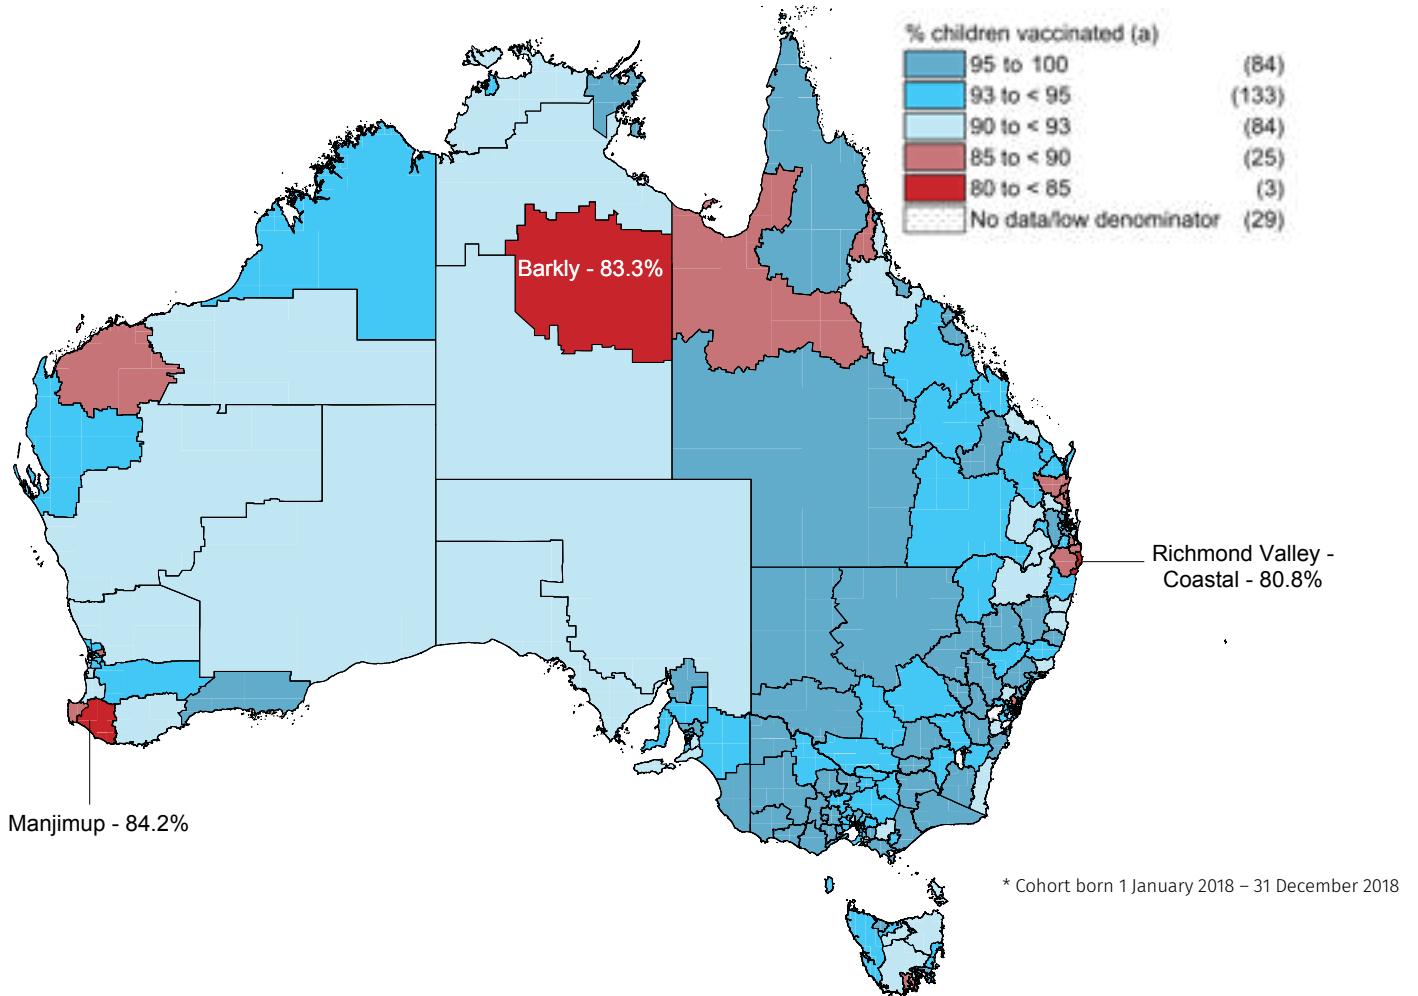 % children vaccinated (a)
95 to 100 (84)
93 to < 95 (133)
90 to < 93 (84)
85 to < 90 (25)
80 to < 85 (3)
No data/low denominator (29)
Barkly - 83.3%
Richmond Valley -
Coastal - 80.8%
Manjimup - 84.2%
* Cohort born 1 January 2018 – 31 December 2018